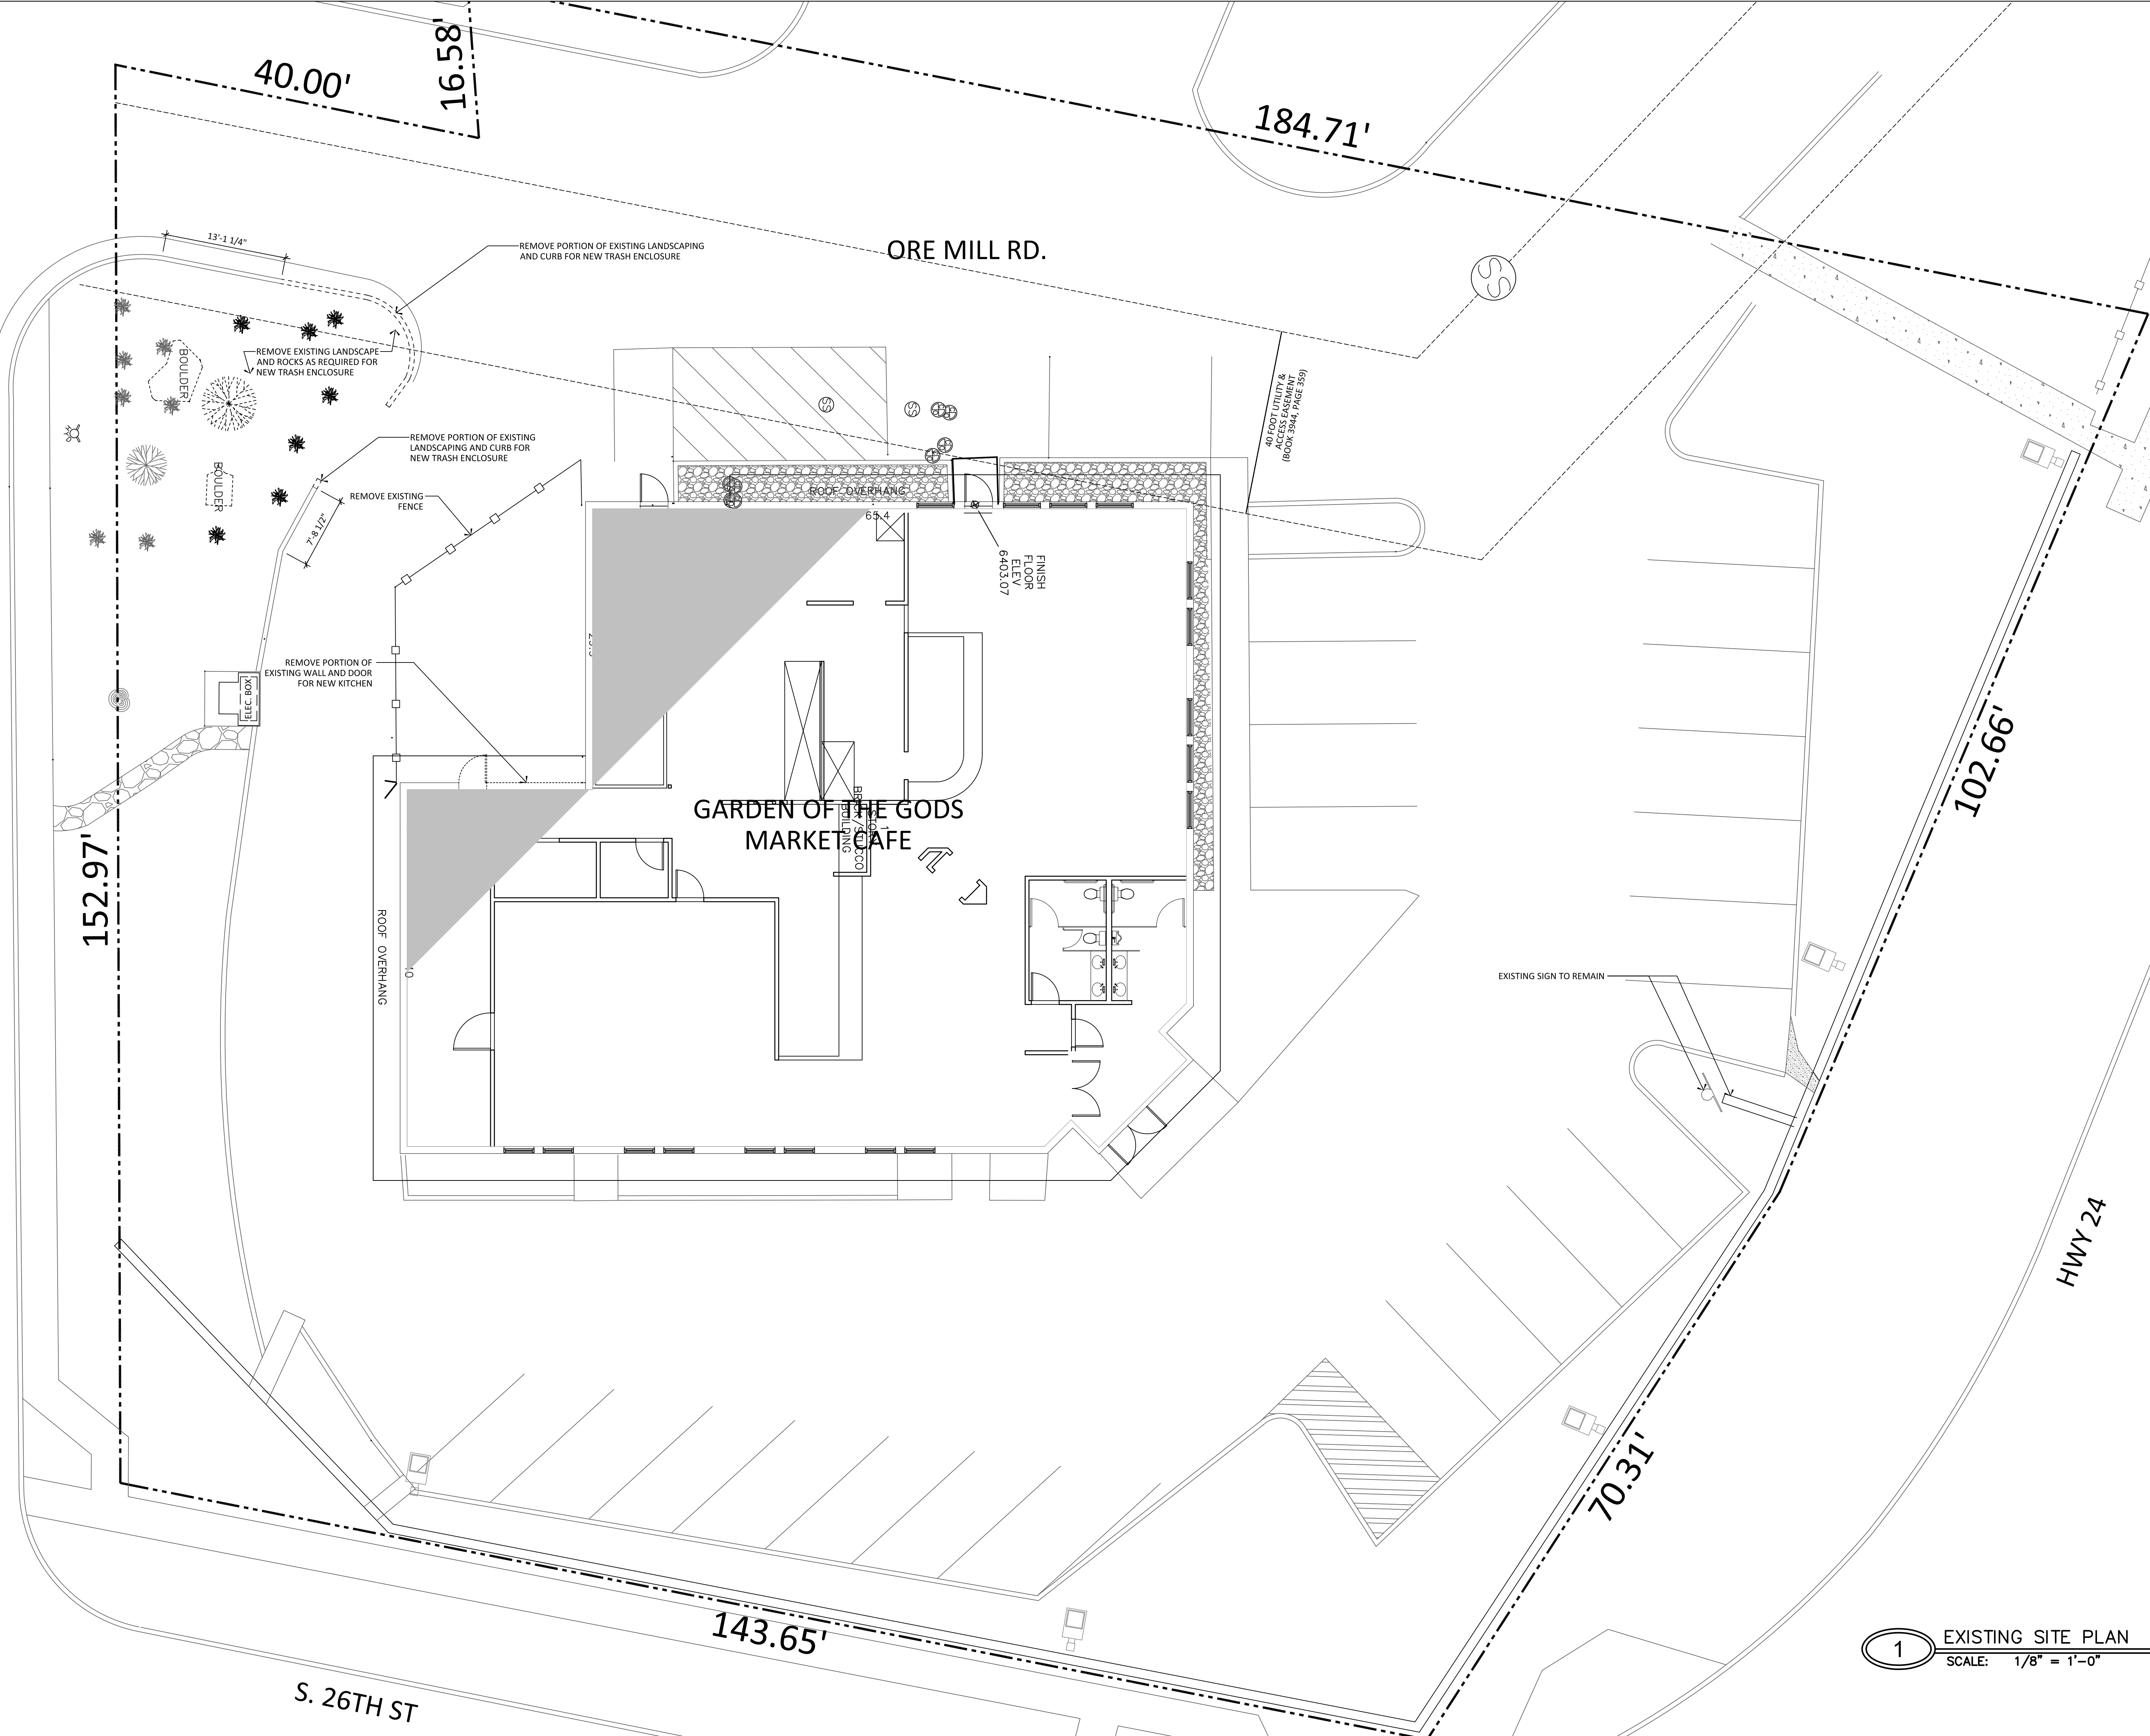 40.00'
16.58'
184.71'
13'-1 1/4"
REMOVE PORTION OF EXISTING LANDSCAPING
AND CURB FOR NEW TRASH ENCLOSURE
ORE MILL RD.
SS
REMOVE EXISTING LANDSCAPE
AND ROCKS AS REQUIRED FOR
NEW TRASH ENCLOSURE
BOULDER
SS
SS
40 FOOT UTILITY &
ACCESS EASEMENT
(BOOK 3944, PAGE 359)
REMOVE PORTION OF EXISTING
LANDSCAPING AND CURB FOR
NEW TRASH ENCLOSURE
BOULDER
REMOVE EXISTING
FENCE
ROOF OVERHANG
65.4
7'-8 1/2"
FINISH
FLOOR
ELEV
6403.07
REMOVE PORTION OF
EXISTING WALL AND DOOR
FOR NEW KITCHEN
ELEC. BOX
102.66'
GARDEN OF THE GODS
MARKET CAFE
BRICK/STUCCO
BUILDING
152.97'
ROOF OVERHANG
EXISTING SIGN TO REMAIN
HWY 24
70.31'
143.65'
S. 26TH ST
1
EXISTING SITE PLAN
SCALE: 1/8" = 1'-0"